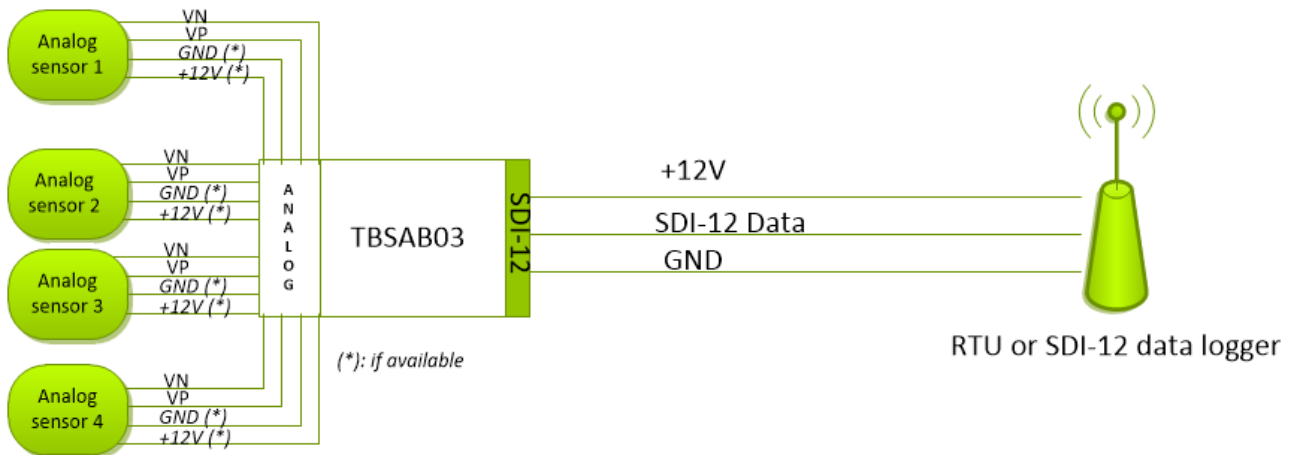 Analog
sensor 1
VN
VP
GND (*)
+12V (*)
Analog
sensor 2
VN
VP
GND (*)
+12V (*)
Analog
sensor 3
VN
VP
GND (*)
+12V (*)
Analog
sensor 4
VN
VP
GND (*)
+12V (*)
ANALOG
TBSAB03
SDI-12
(*): if available
+12V
SDI-12 Data
GND
RTU or SDI-12 data logger